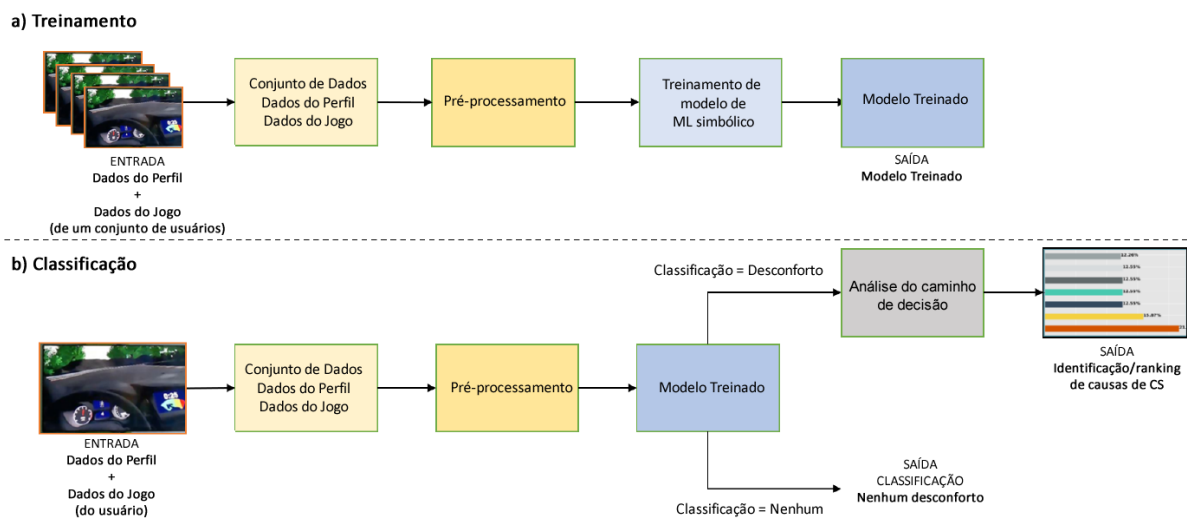 a) Treinamento
Conjunto de Dados
Dados do Perfil
Dados do Jogo
Pré-processamento
Treinamento de
modelo de
ML simbólico
Modelo Treinado
ENTRADA
Dados do Perfil
+
Dados do Jogo
(de um conjunto de usuários)
SAÍDA
Modelo Treinado
b) Classificação
Classificação = Desconforto
Análise do caminho
de decisão
12.28%
15.87%
SAÍDA
Identificação/ranking
de causas de CS
Conjunto de Dados
Dados do Perfil
Dados do Jogo
Pré-processamento
Modelo Treinado
ENTRADA
Dados do Perfil
+
Dados do Jogo
(do usuário)
Classificação = Nenhum
SAÍDA
CLASSIFICAÇÃO
Nenhum desconforto